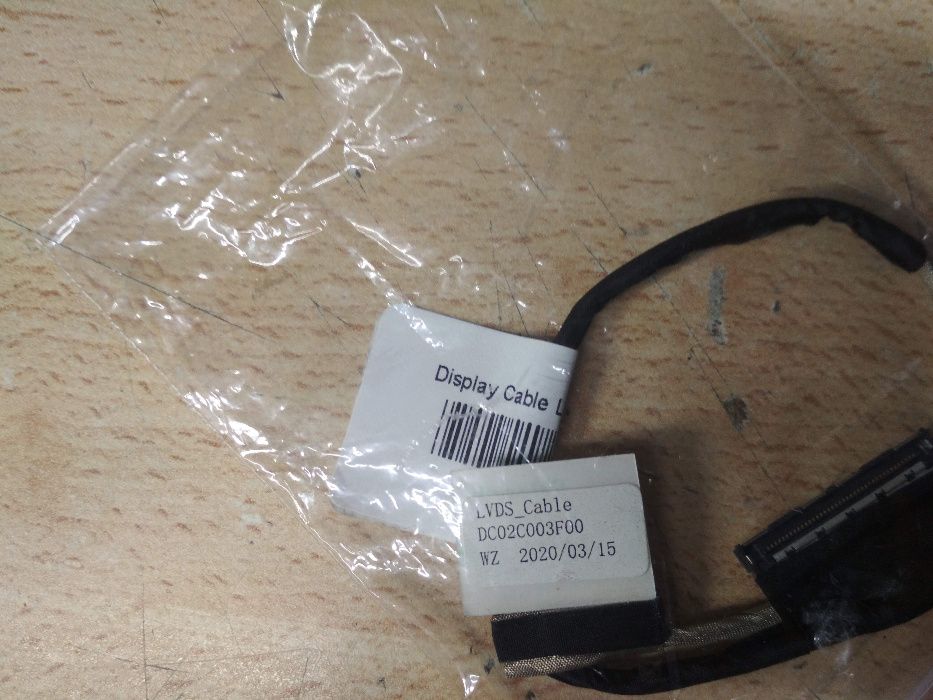 Display Cable
LVDS_Cable
DC02C003F00
WZ 2020/03/15